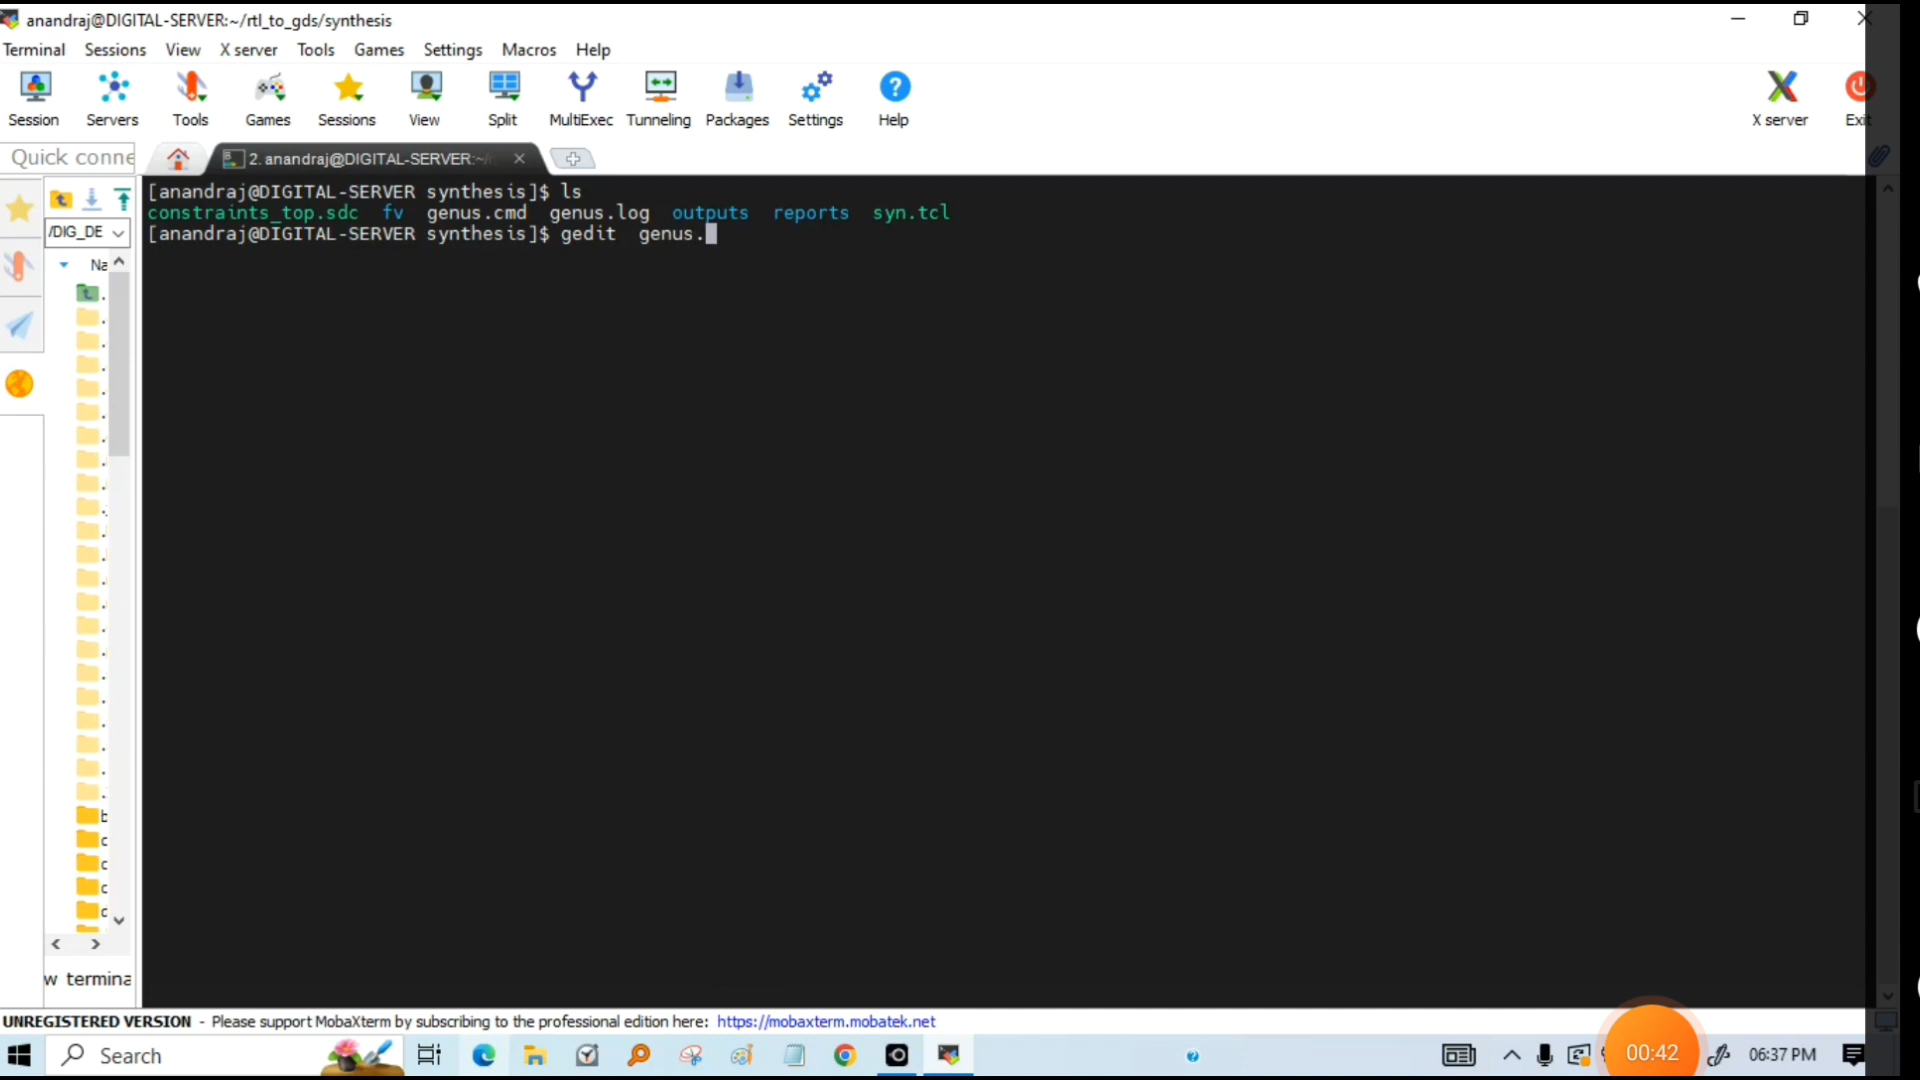 anandraj@DIGITAL-SERVER:~/rtl_to_gds/synthesis
Terminal Sessions View X server Tools Games Settings Macros Help
Session Servers Tools Games Sessions View Split MultiExec Tunneling Packages Settings Help X server Exit
Quick conne
2. anandraj@DIGITAL-SERVER:~/
/DIG_DE
Na
[anandraj@DIGITAL-SERVER synthesis]$ ls
constraints_top.sdc fv genus.cmd genus.log outputs reports syn.tcl
[anandraj@DIGITAL-SERVER synthesis]$ gedit genus.
b
c
c
c
c
w termina
UNREGISTERED VERSION - Please support MobaXterm by subscribing to the professional edition here: https://mobaxterm.mobatek.net
Search
00:42
06:37 PM